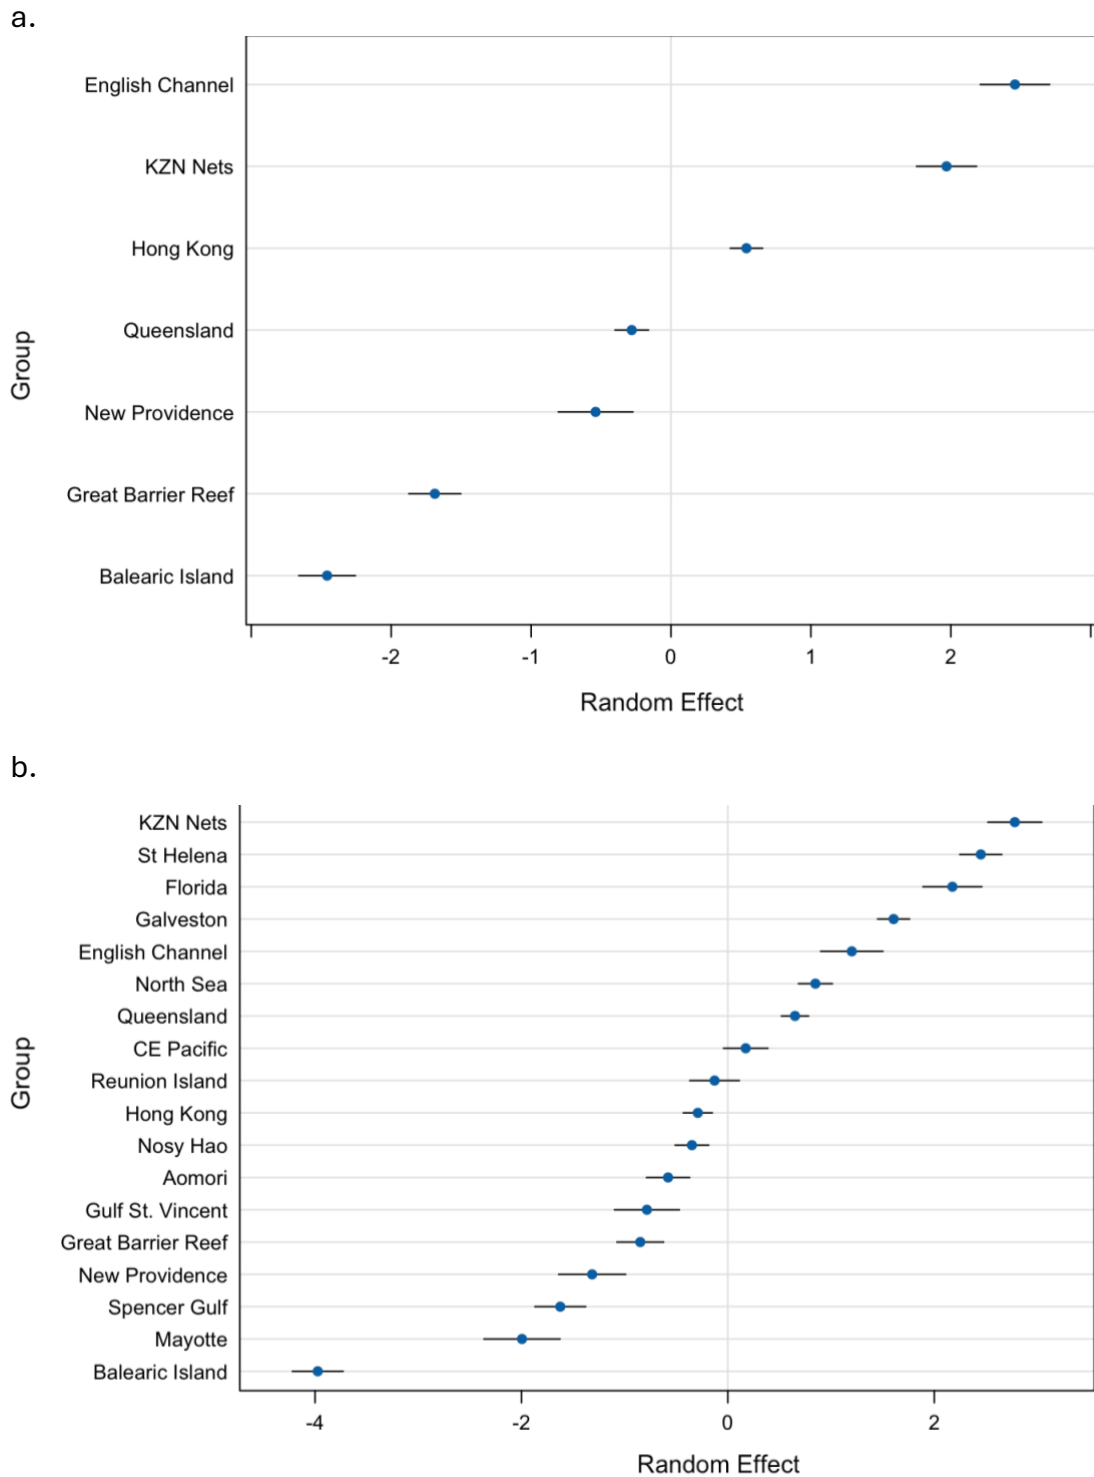 a.
English Channel
KZN Nets
Hong Kong
Queensland
New Providence
Great Barrier Reef
Balearic Island
Group
-2 -1 0 1 2
Random Effect
b.
KZN Nets
St Helena
Florida
Galveston
English Channel
North Sea
Queensland
CE Pacific
Reunion Island
Hong Kong
Nosy Hao
Aomori
Gulf St. Vincent
Great Barrier Reef
New Providence
Spencer Gulf
Mayotte
Balearic Island
Group
-4 -2 0 2
Random Effect